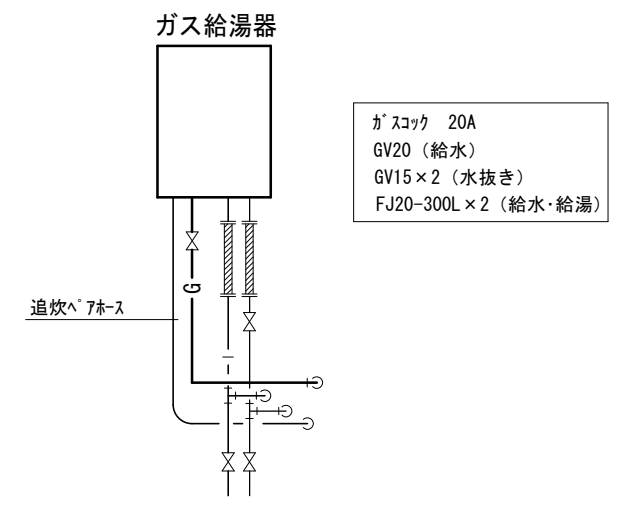 ガス給湯器
ｶﾞｽｺｯｸ 20A
GV20（給水）
GV15×2（水抜き）
FJ20-300L×2（給水･給湯）
G
追炊ﾍﾟｱﾎｰｽ